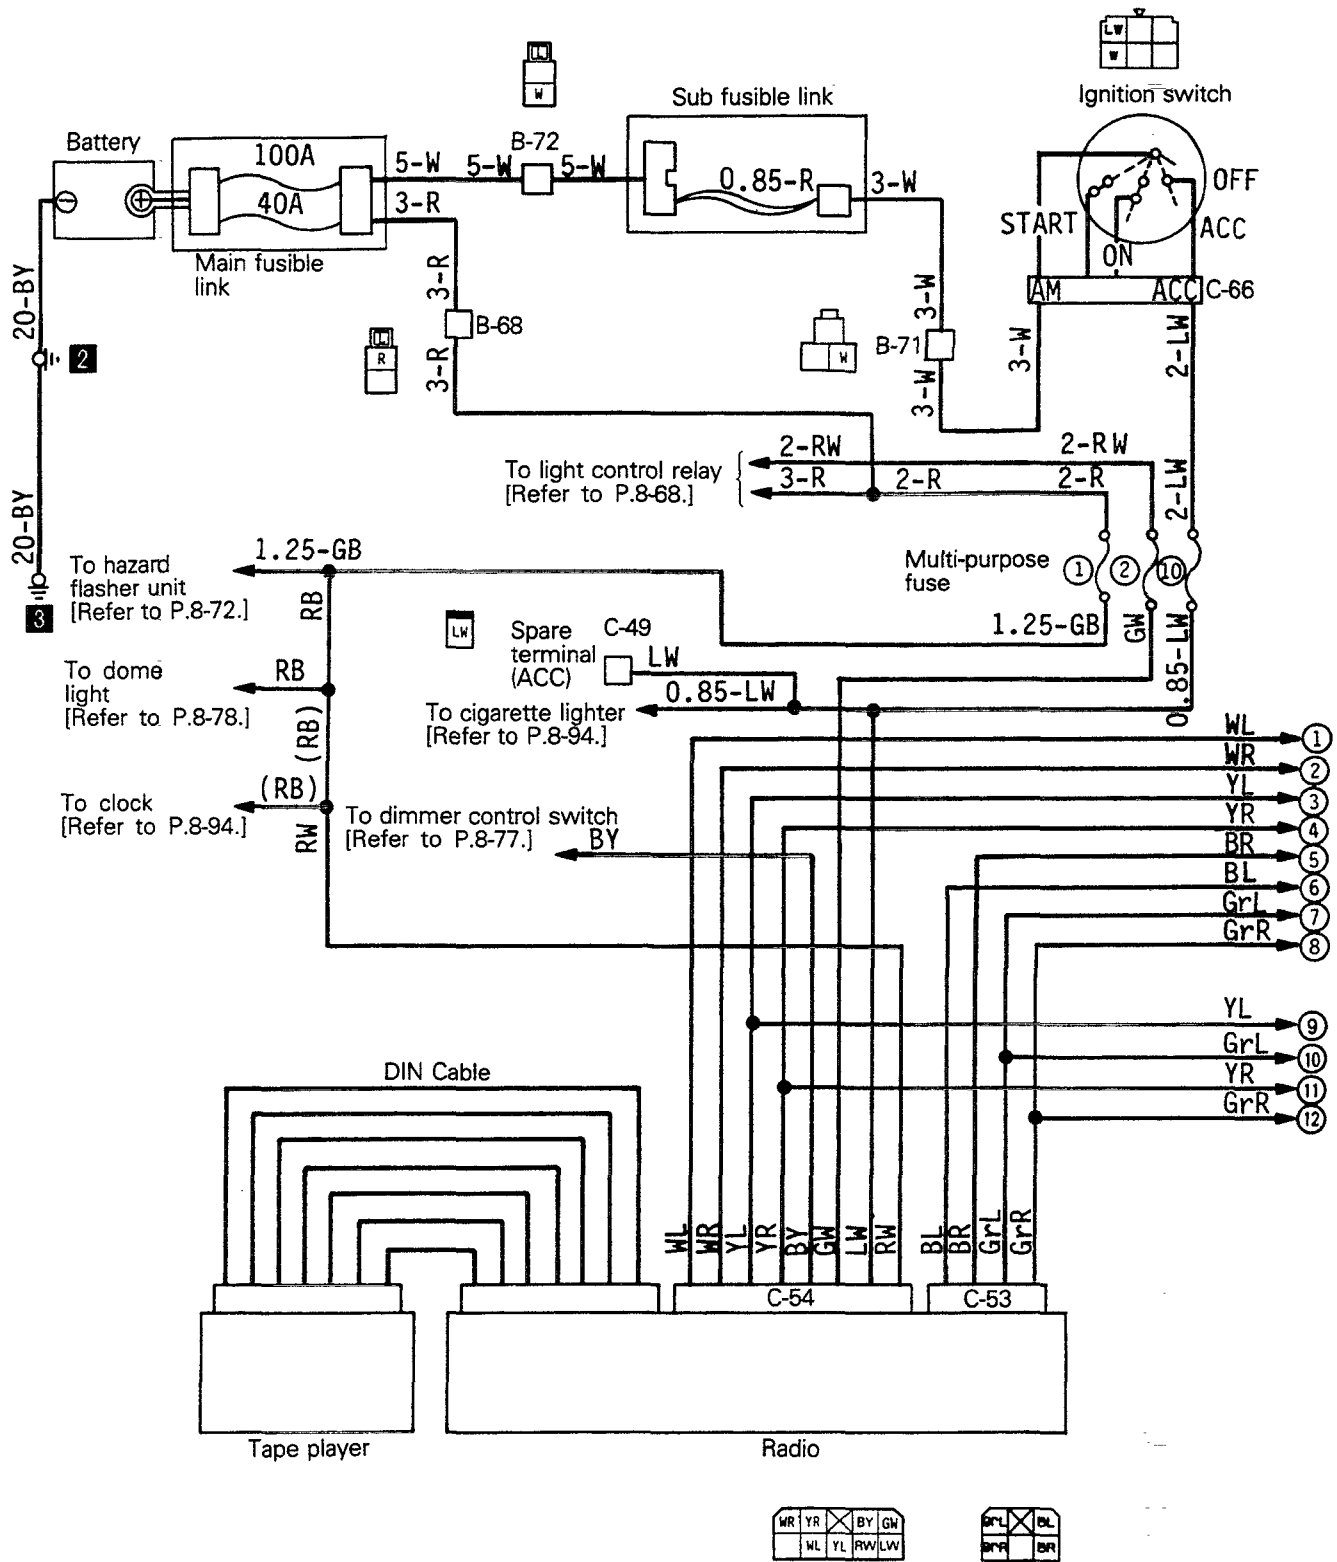 LW
W
Ignition switch
L
W
Sub fusible link
Battery
100A
40A
Main fusible
link
5-W
B-72
5-W
5-W
3-R
0.85-R
3-W
OFF
START
ACC
ON
AM
ACC
C-66
20-BY
2
3-R
B-68
3-R
L
R
W
B-71
3-W
3-W
3-W
2-LW
To light control relay
[Refer to P.8-68.]
2-RW
3-R
2-R
2-RW
2-R
2-LW
20-BY
3
To hazard
flasher unit
[Refer to P.8-72.]
1.25-GB
RB
Multi-purpose
fuse
1
2
10
1.25-GB
GW
0.85-LW
LW
Spare
terminal
(ACC)
C-49
LW
0.85-LW
To dome
light
[Refer to P.8-78.]
RB
(RB)
To cigarette lighter
[Refer to P.8-94.]
To clock
[Refer to P.8-94.]
(RB)
RW
To dimmer control switch
[Refer to P.8-77.]
BY
WL 1
WR 2
YL 3
YR 4
BR 5
BL 6
GrL 7
GrR 8
YL 9
GrL 10
YR 11
GrR 12
DIN Cable
WL WR YL YR BY GW LW RW
BL BR GrL GrR
C-54
C-53
Tape player
Radio
WR YR BY GW
WL YL RW LW
GrL BL
GrR BR